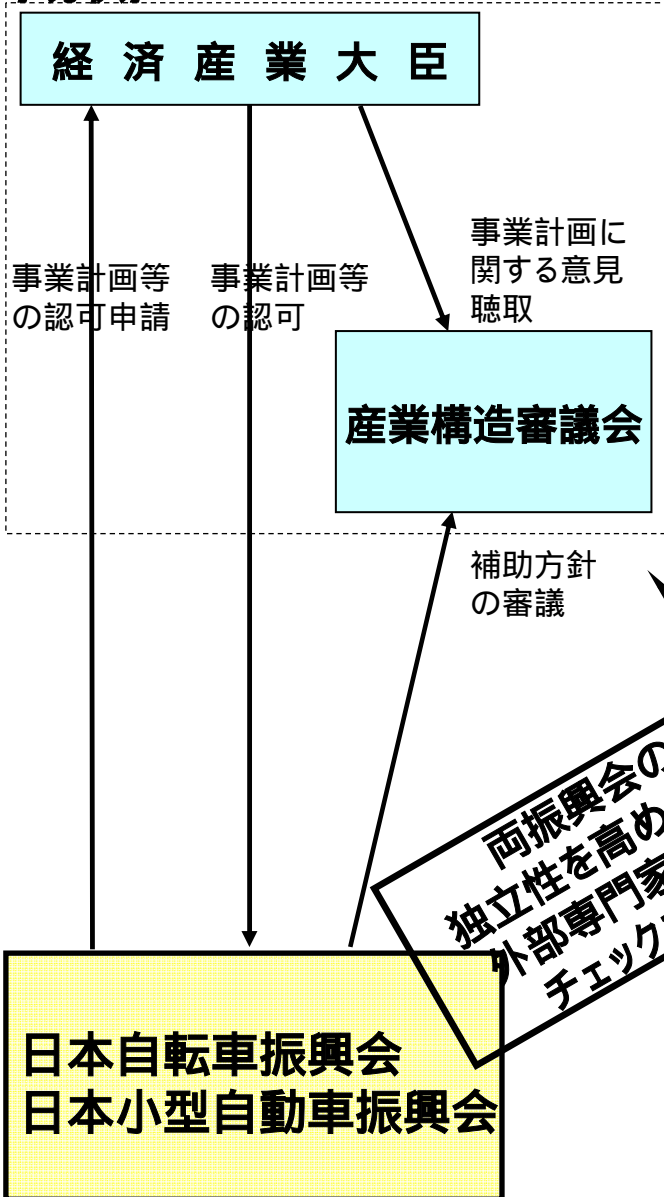 経済産業大臣
事業計画等
の認可申請
事業計画等
の認可
事業計画に
関する意見
聴取
産業構造審議会
補助方針
の審議
両振興会の
独立性を高め
外部専門家
チェック
日本自転車振興会
日本小型自動車振興会